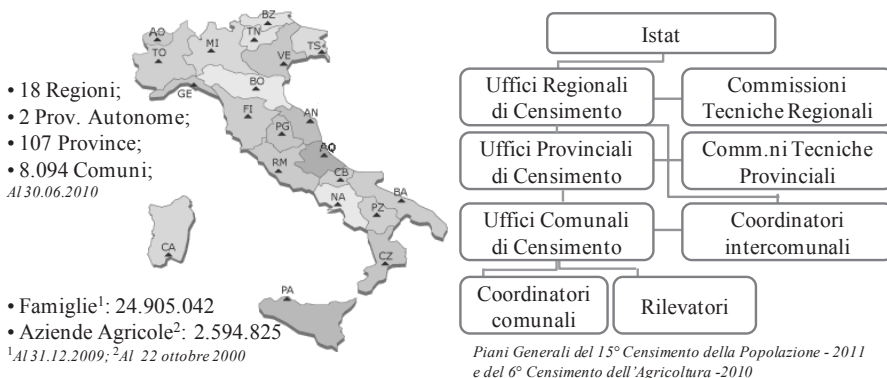 • 18 Regioni;
• 2 Prov. Autonome;
• 107 Province;
• 8.094 Comuni;
Al 30.06.2010
BZ
AO
TN
MI
TO
VE
TS
BO
GE
FI
AN
PG
AQ
RM
CB
NA
BA
PZ
CA
CZ
PA
• Famiglie¹: 24.905.042
• Aziende Agricole²: 2.594.825
¹Al 31.12.2009; ²Al 22 ottobre 2000
Istat
Uffici Regionali
di Censimento
Commissioni
Tecniche Regionali
Uffici Provinciali
di Censimento
Comm.ni Tecniche
Provinciali
Uffici Comunali
di Censimento
Coordinatori
intercomunali
Coordinatori
comunali
Rilevatori
Piani Generali del 15° Censimento della Popolazione - 2011
e del 6° Censimento dell'Agricoltura -2010